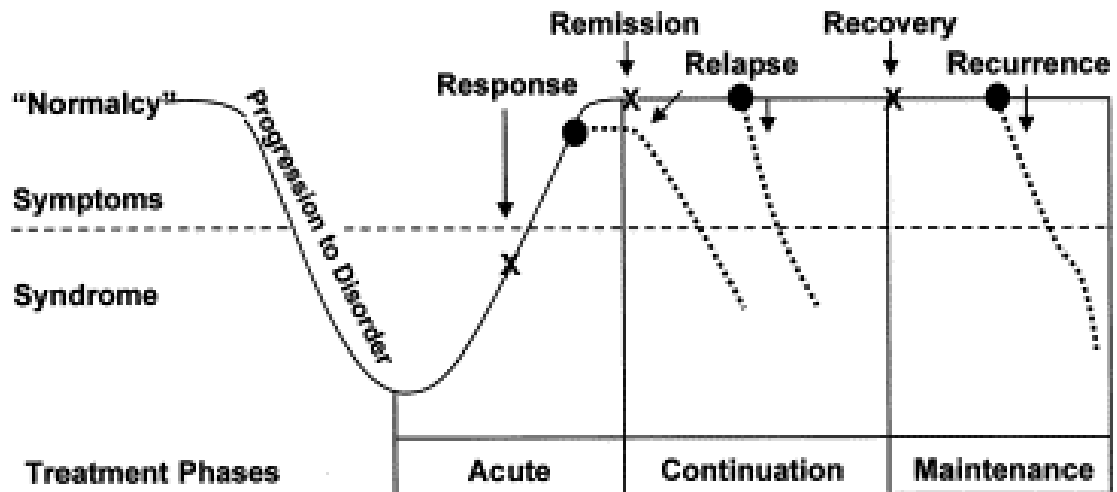 Remission
Recovery
Response
Relapse
Recurrence
“Normalcy”
Progression to Disorder
Symptoms
Syndrome
Treatment Phases
Acute
Continuation
Maintenance